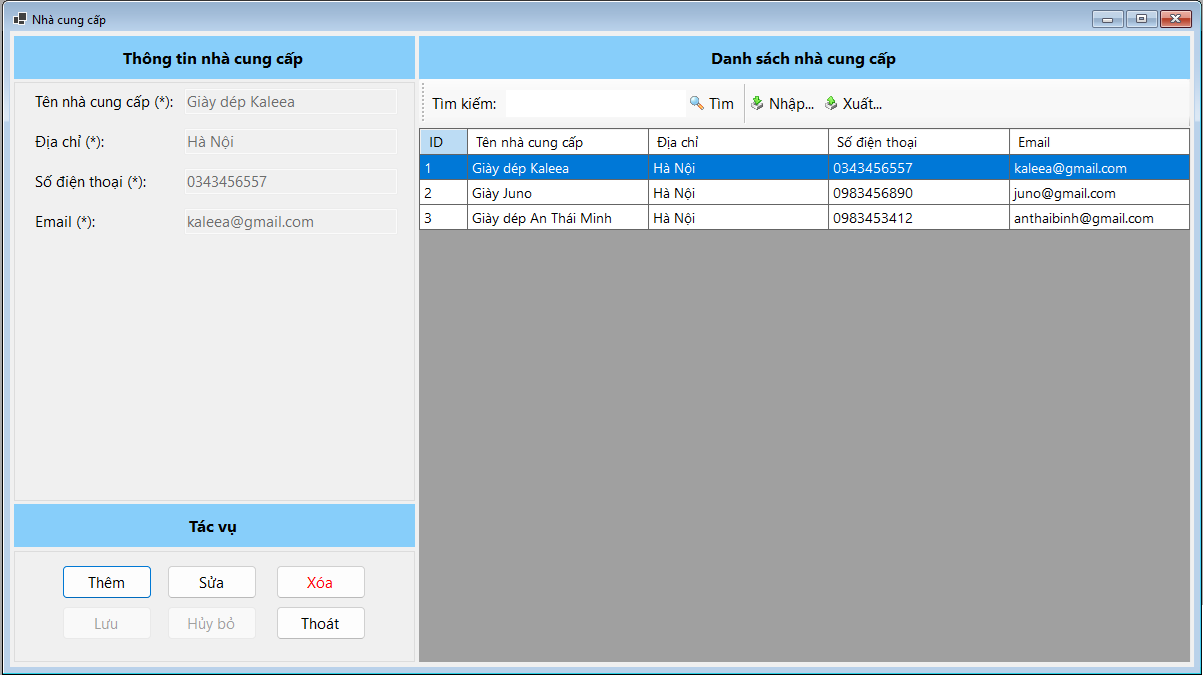 Nhà cung cấp
Thông tin nhà cung cấp
Tên nhà cung cấp (*): Giày dép Kaleea
Địa chỉ (*): Hà Nội
Số điện thoại (*): 0343456557
Email (*): kaleea@gmail.com
Tác vụ
Thêm Sửa Xóa
Lưu Hủy bỏ Thoát
Danh sách nhà cung cấp
Tìm kiếm: Tìm Nhập... Xuất...
ID Tên nhà cung cấp Địa chỉ Số điện thoại Email
1 Giày dép Kaleea Hà Nội 0343456557 kaleea@gmail.com
2 Giày Juno Hà Nội 0983456890 juno@gmail.com
3 Giày dép An Thái Minh Hà Nội 0983453412 anthaibinh@gmail.com